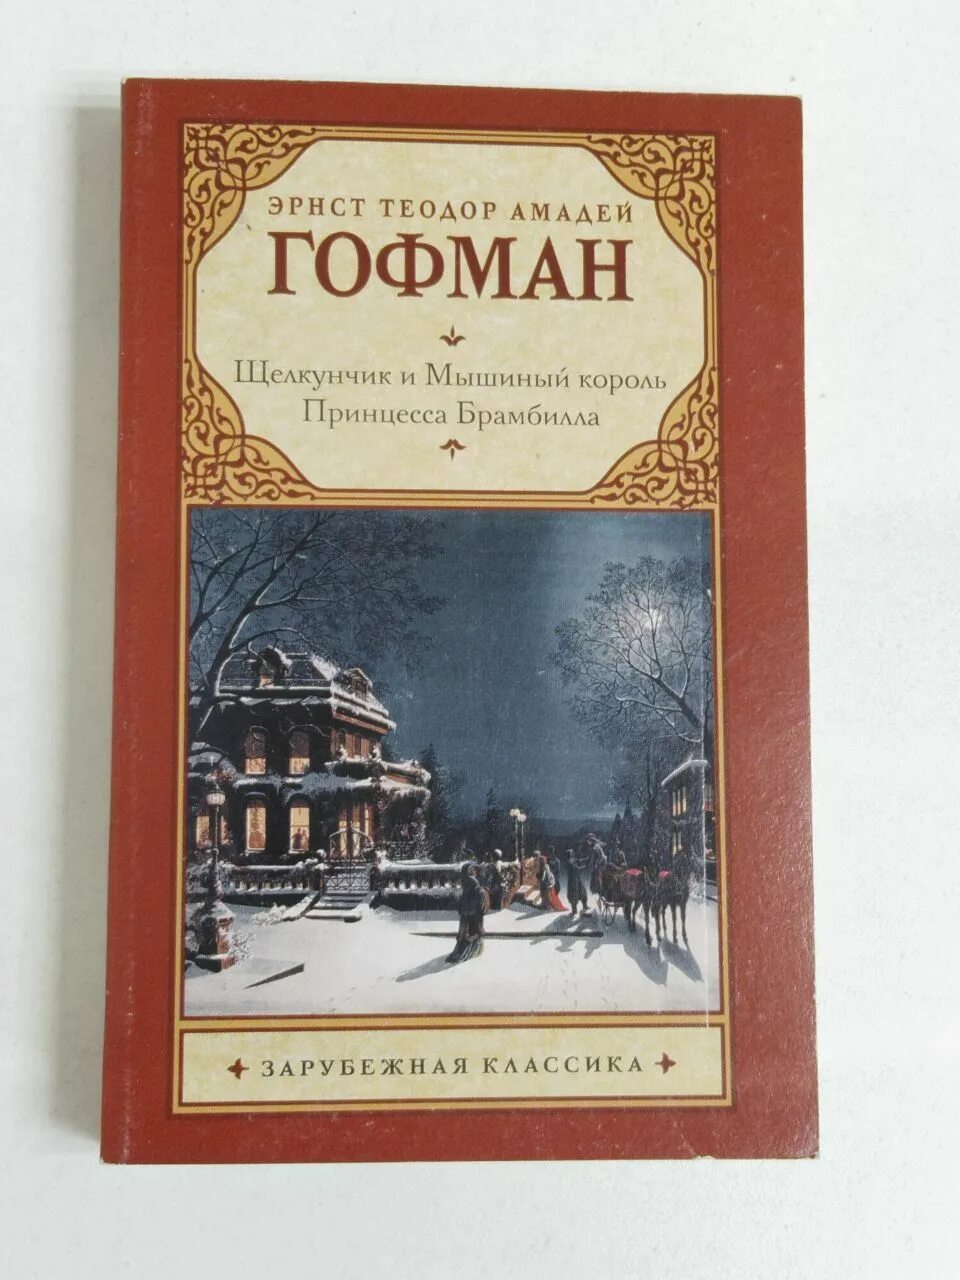 ЭРНСТ ТЕОДОР АМАДЕЙ
ГОФМАН
Щелкунчик и Мышиный король
Принцесса Брамбилла
ЗАРУБЕЖНАЯ КЛАССИКА